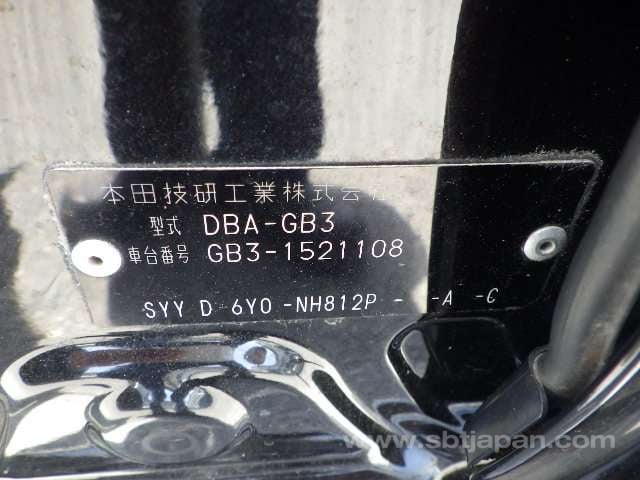 本田技研工業株式会社
型式 DBA-GB3
車台番号 GB3-1521108
SYY D 6Y0 -NH812P - -A -C
www.sbtjapan.com